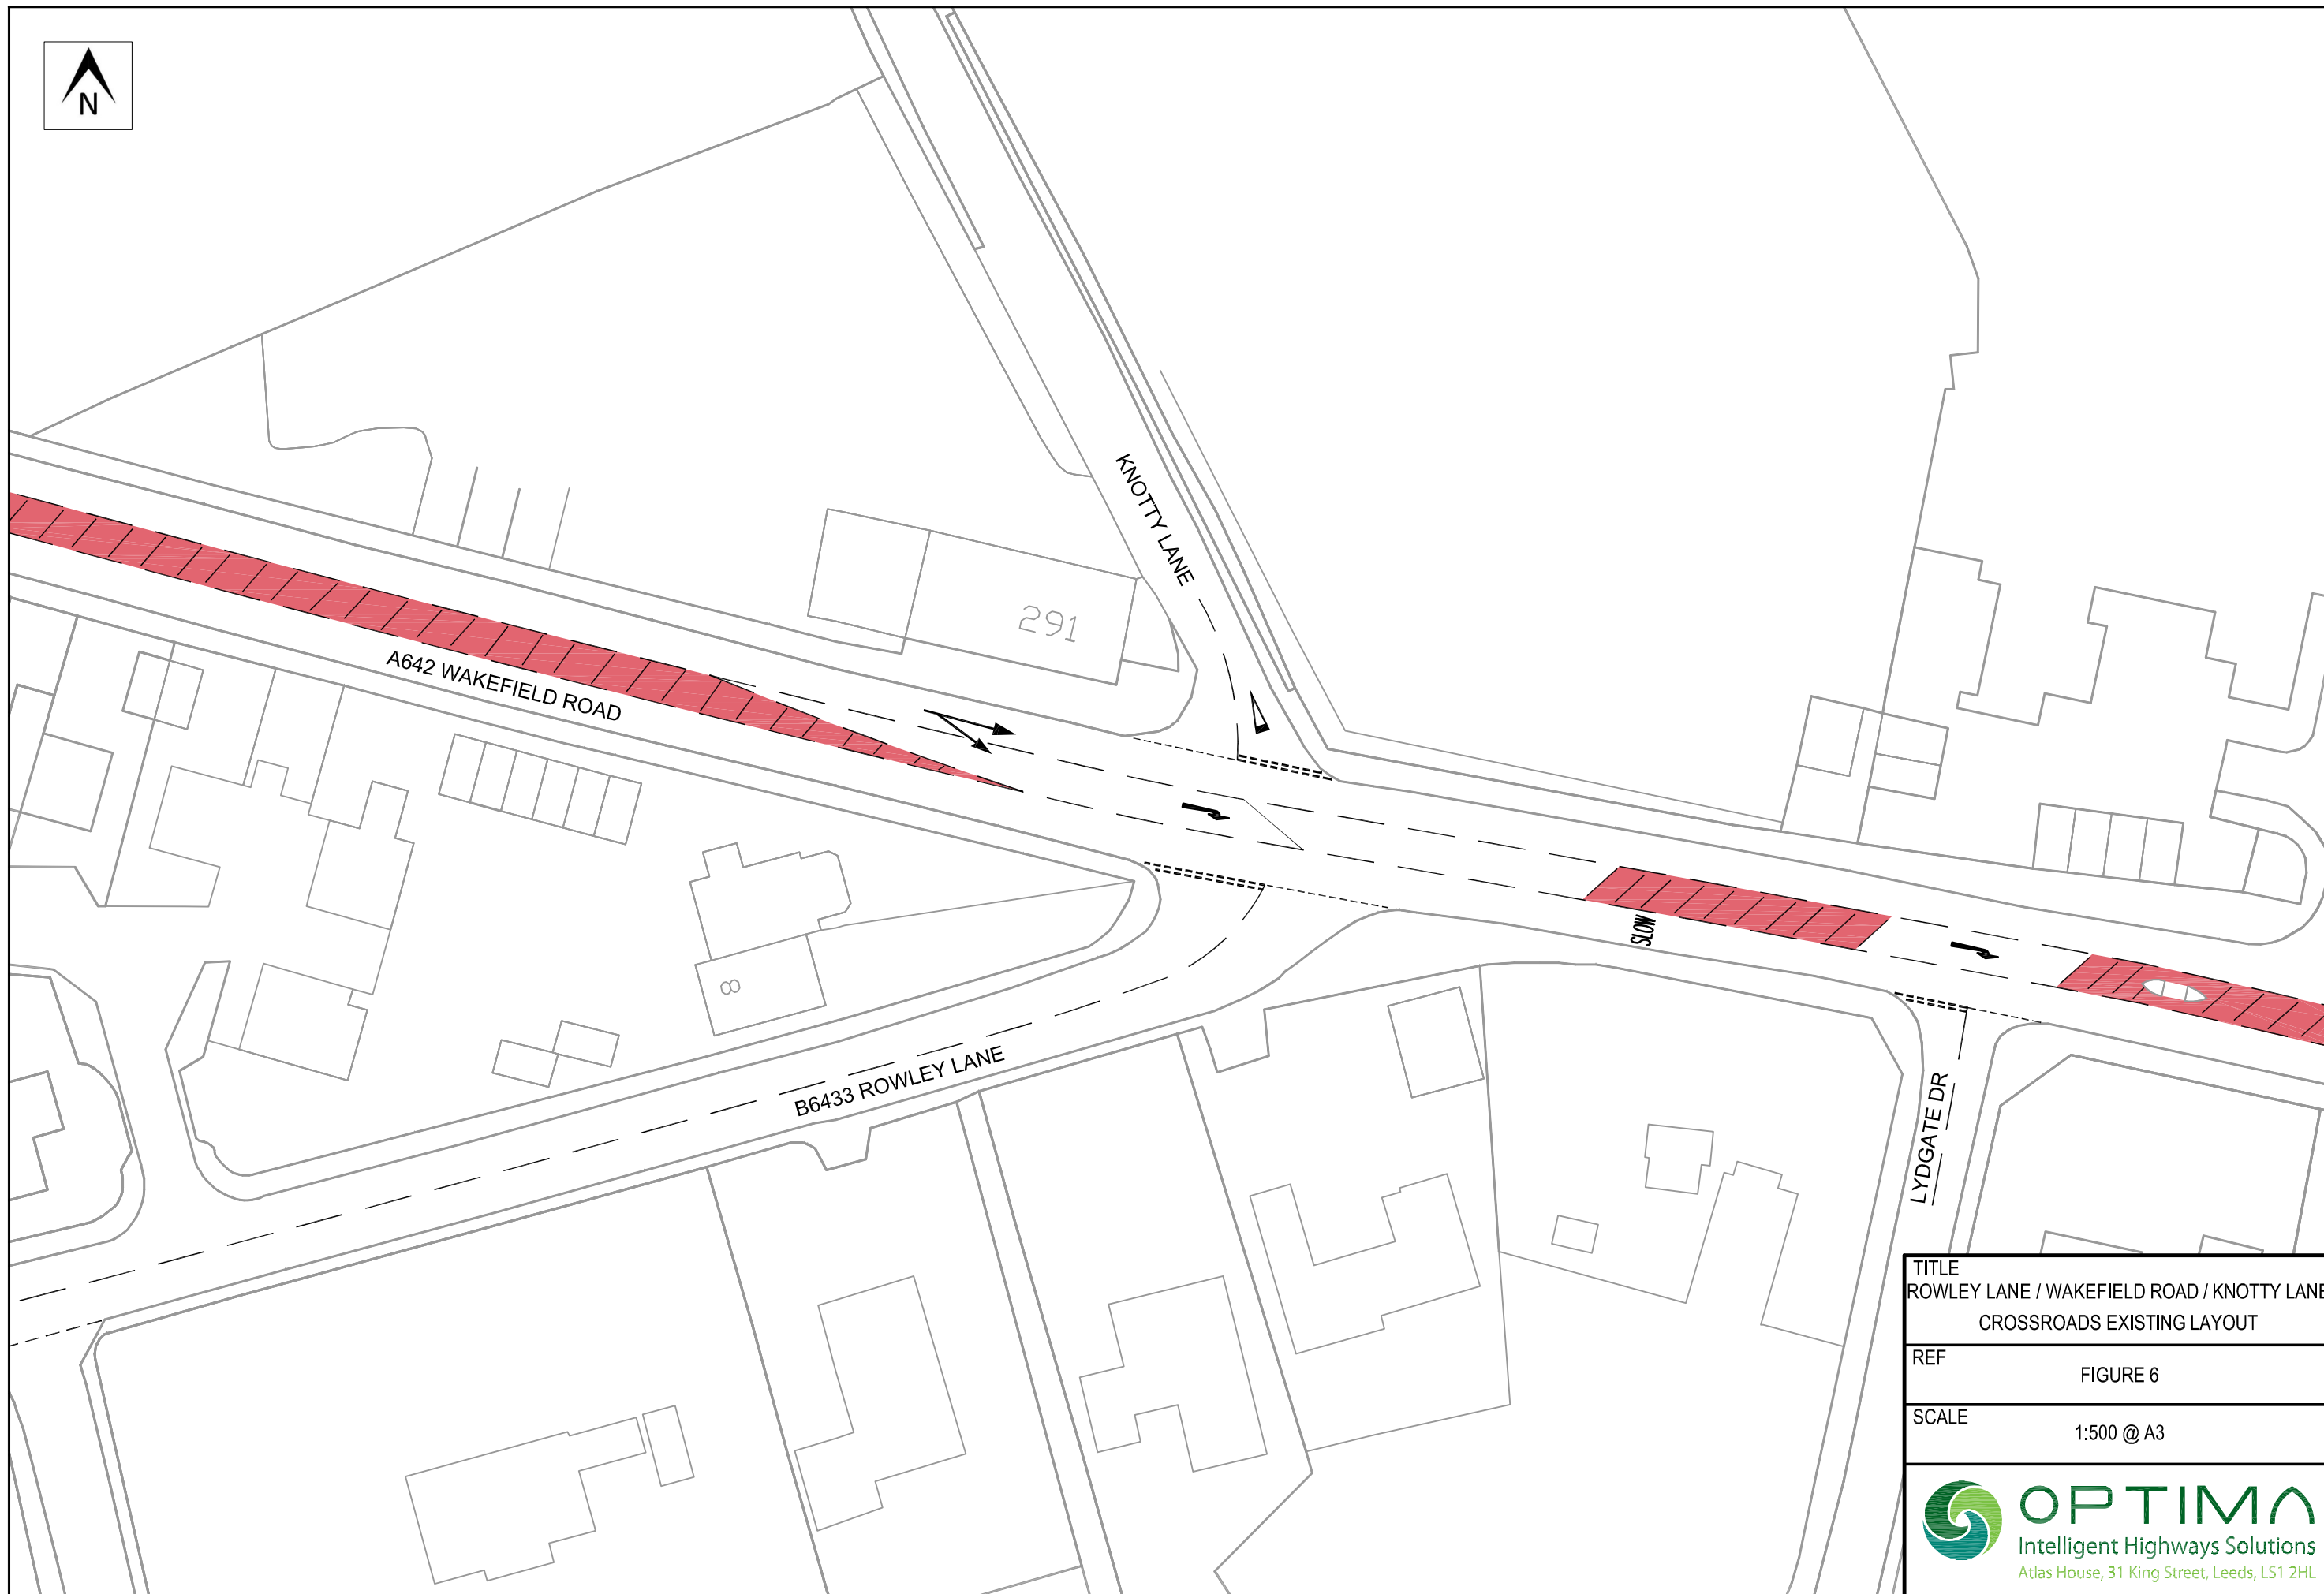 N
KNOTTY LANE
291
A642 WAKEFIELD ROAD
SLOW
8
B6433 ROWLEY LANE
LYDGATE DR
TITLE
ROWLEY LANE / WAKEFIELD ROAD / KNOTTY LANE
CROSSROADS EXISTING LAYOUT
REF
FIGURE 6
SCALE
1:500 @ A3
OPTIMA
Intelligent Highways Solutions
Atlas House, 31 King Street, Leeds, LS1 2HL